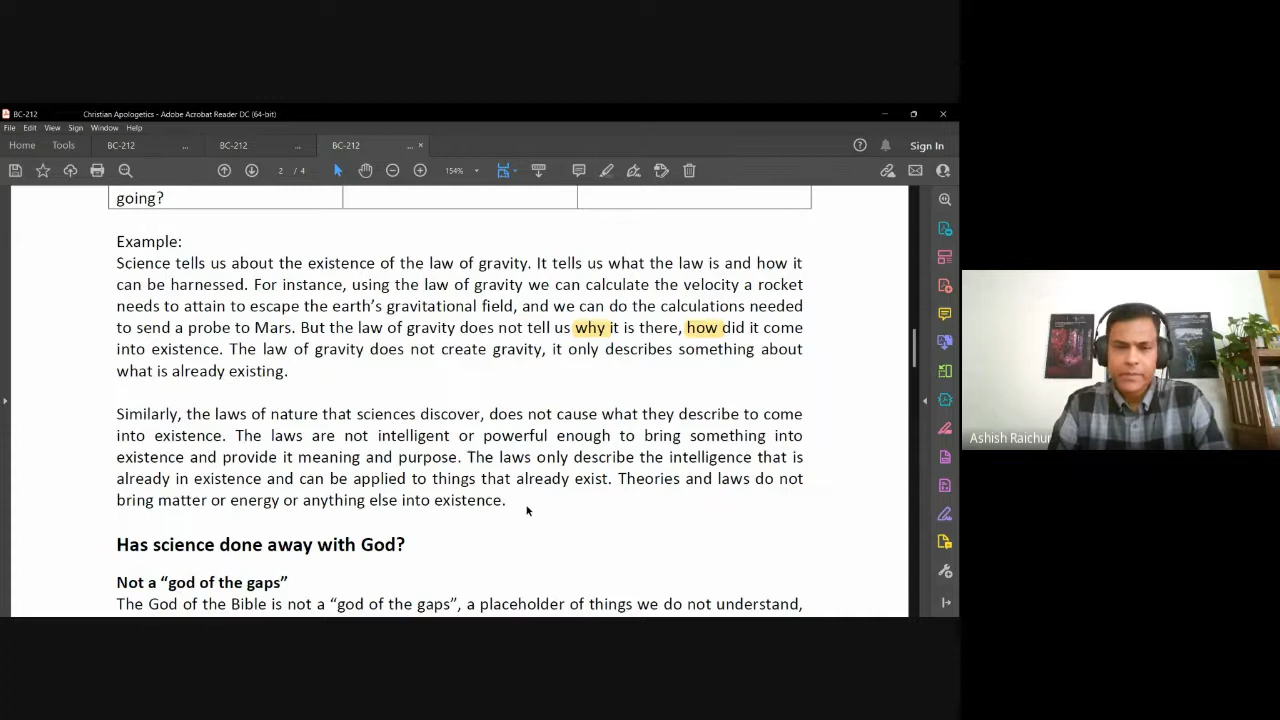 BC-212 Christian Apologetics - Adobe Acrobat Reader DC (64-bit)
File Edit View Sign Window Help
Home Tools BC-212 ... BC-212 ... BC-212 ... × Sign In
2 / 4 154%
going?
Example:
Science tells us about the existence of the law of gravity. It tells us what the law is and how it
can be harnessed. For instance, using the law of gravity we can calculate the velocity a rocket
needs to attain to escape the earth’s gravitational field, and we can do the calculations needed
to send a probe to Mars. But the law of gravity does not tell us why it is there, how did it come
into existence. The law of gravity does not create gravity, it only describes something about
what is already existing.
Similarly, the laws of nature that sciences discover, does not cause what they describe to come
into existence. The laws are not intelligent or powerful enough to bring something into
existence and provide it meaning and purpose. The laws only describe the intelligence that is
already in existence and can be applied to things that already exist. Theories and laws do not
bring matter or energy or anything else into existence.
Has science done away with God?
Not a “god of the gaps”
The God of the Bible is not a “god of the gaps”, a placeholder of things we do not understand,
Ashish Raichur